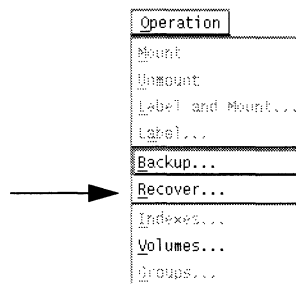 Operation
Mount
Unmount
Label and Mount...
Label...
Backup...
Recover...
Indexes...
Volumes...
Groups...